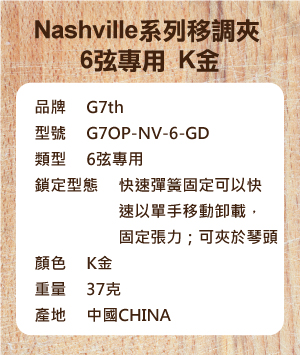 Nashville系列移調夾
6弦專用 K金
品牌 G7th
型號 G7OP-NV-6-GD
類型 6弦專用
鎖定型態 快速彈簧固定可以快
速以單手移動卸載，
固定張力；可夾於琴頭
顏色 K金
重量 37克
產地 中國CHINA